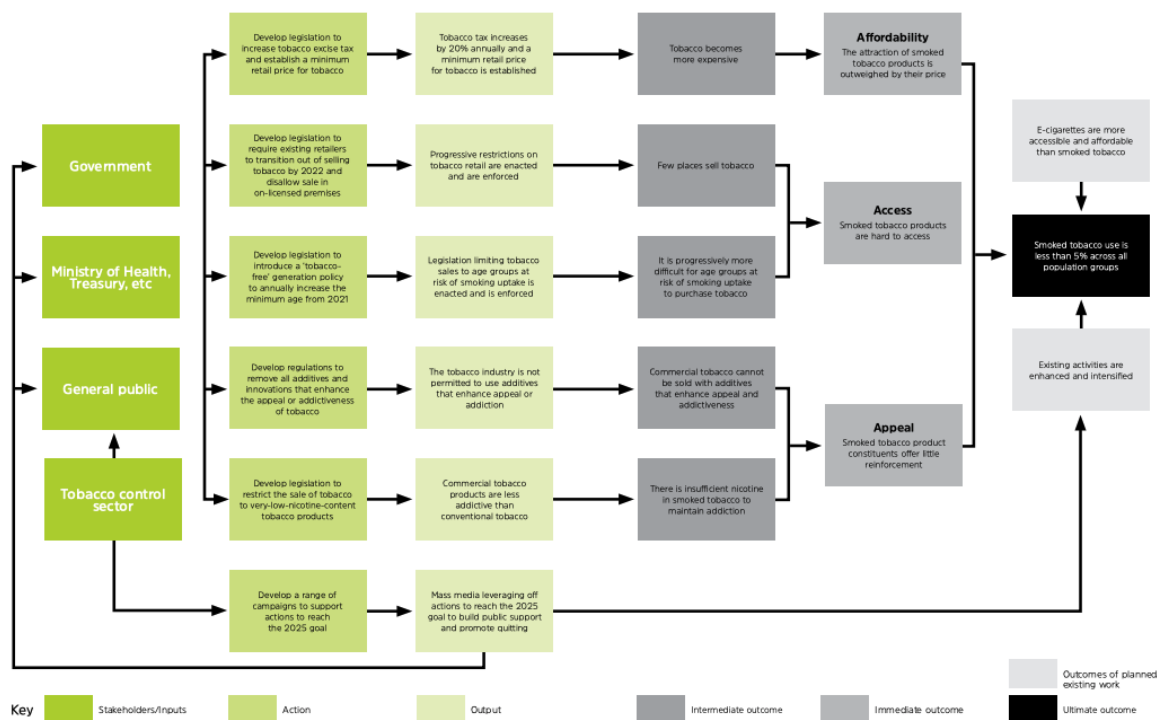 Develop legislation to
increase tobacco excise tax
and establish a minimum
retail price for tobacco
Tobacco tax increases
by 20% annually and a
minimum retail price
for tobacco is established
Tobacco becomes
more expensive
Affordability
The attraction of smoked
tobacco products is
outweighed by their price
Government
Develop legislation to
require existing retailers
to transition out of selling
tobacco by 2022 and
disallow sale in
on-licensed premises
Progressive restrictions on
tobacco retail are enacted
and are enforced
Few places sell tobacco
Access
Smoked tobacco products
are hard to access
E-cigarettes are more
accessible and affordable
than smoked tobacco
Ministry of Health,
Treasury, etc
Develop legislation to
introduce a 'tobacco-
free' generation policy
to annually increase the
minimum age from 2021
Legislation limiting tobacco
sales to age groups at
risk of smoking uptake is
enacted and is enforced
It is progressively more
difficult for age groups at
risk of smoking uptake
to purchase tobacco
Smoked tobacco use is
less than 5% across all
population groups
General public
Develop regulations to
remove all additives and
innovations that enhance
the appeal or addictiveness
of tobacco
The tobacco industry is not
permitted to use additives
that enhance appeal or
addiction
Commercial tobacco cannot
be sold with additives
that enhance appeal and
addictiveness
Appeal
Smoked tobacco product
constituents offer little
reinforcement
Existing activities are
enhanced and intensified
Tobacco control
sector
Develop legislation to
restrict the sale of tobacco
to very-low-nicotine-content
tobacco products
Commercial tobacco
products are less
addictive than
conventional tobacco
There is insufficient nicotine
in smoked tobacco to
maintain addiction
Develop a range of
campaigns to support
actions to reach
the 2025 goal
Mass media leveraging off
actions to reach the 2025
goal to build public support
and promote quitting
Key
Stakeholders/Inputs
Action
Output
Intermediate outcome
Immediate outcome
Outcomes of planned
existing work
Ultimate outcome